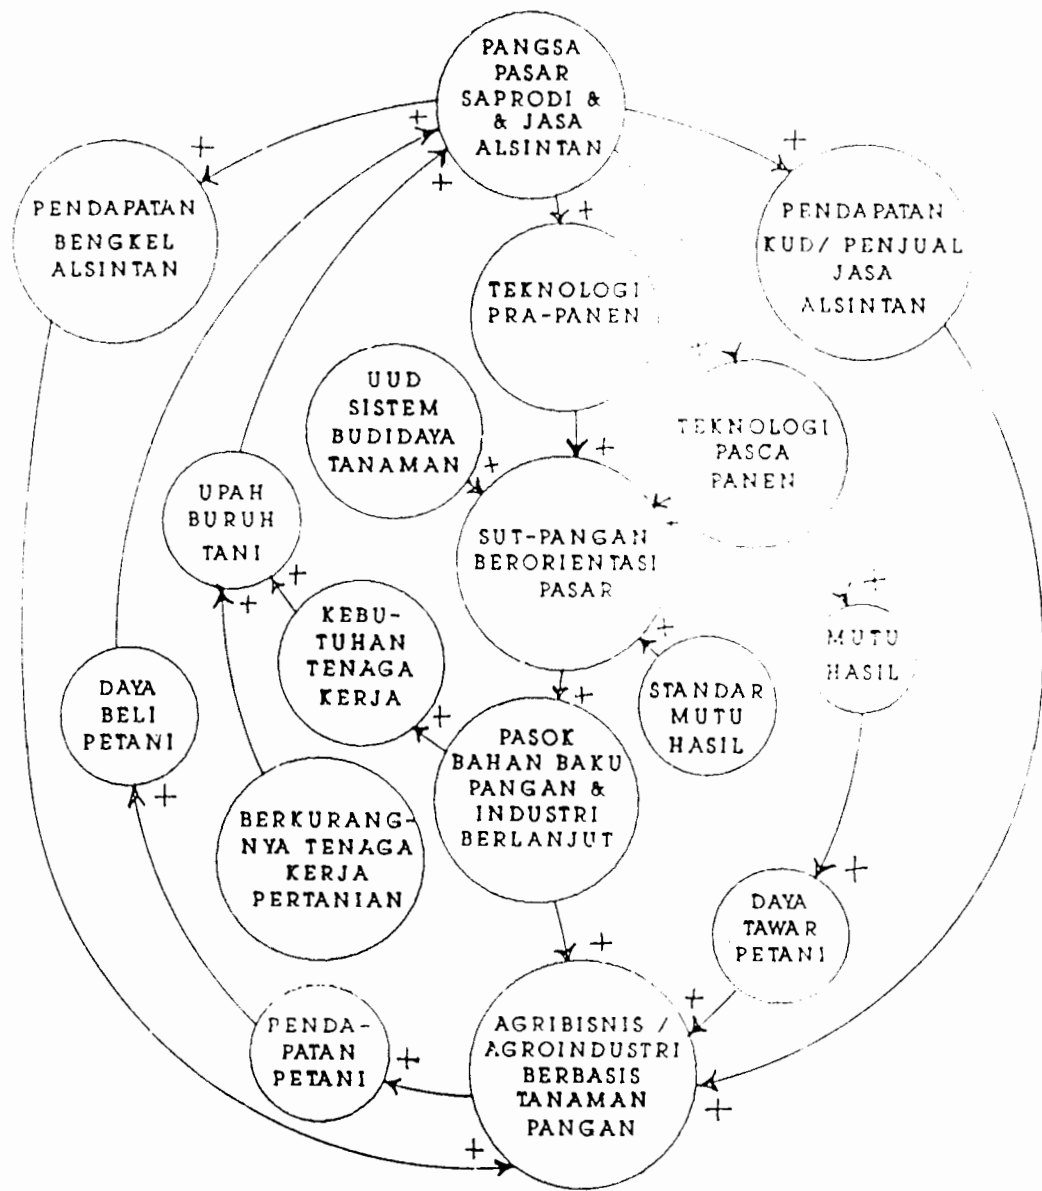 PANGSA
PASAR
SAPRODI &
& JASA
ALSINTAN
+
+
+
+
+
PENDAPATAN
BENGKEL
ALSINTAN
PENDAPATAN
KUD/ PENJUAL
JASA
ALSINTAN
TEKNOLOGI
PRA-PANEN
+
UUD
SISTEM
BUDIDAYA
TANAMAN
+
+
TEKNOLOGI
PASCA
PANEN
UPAH
BURUH
TANI
SUT-PANGAN
BERORIENTASI
PASAR
+
+
+
+
+
KEBU-
TUHAN
TENAGA
KERJA
MUTU
HASIL
DAYA
BELI
PETANI
STANDAR
MUTU
HASIL
+
+
PASOK
BAHAN BAKU
PANGAN &
INDUSTRI
BERLANJUT
+
BERKURANG-
NYA TENAGA
KERJA
PERTANIAN
+
DAYA
TAWAR
PETANI
+
+
PENDA-
PATAN
PETANI
+
AGRIBISNIS /
AGROINDUSTRI
BERBASIS
TANAMAN
PANGAN
+
+